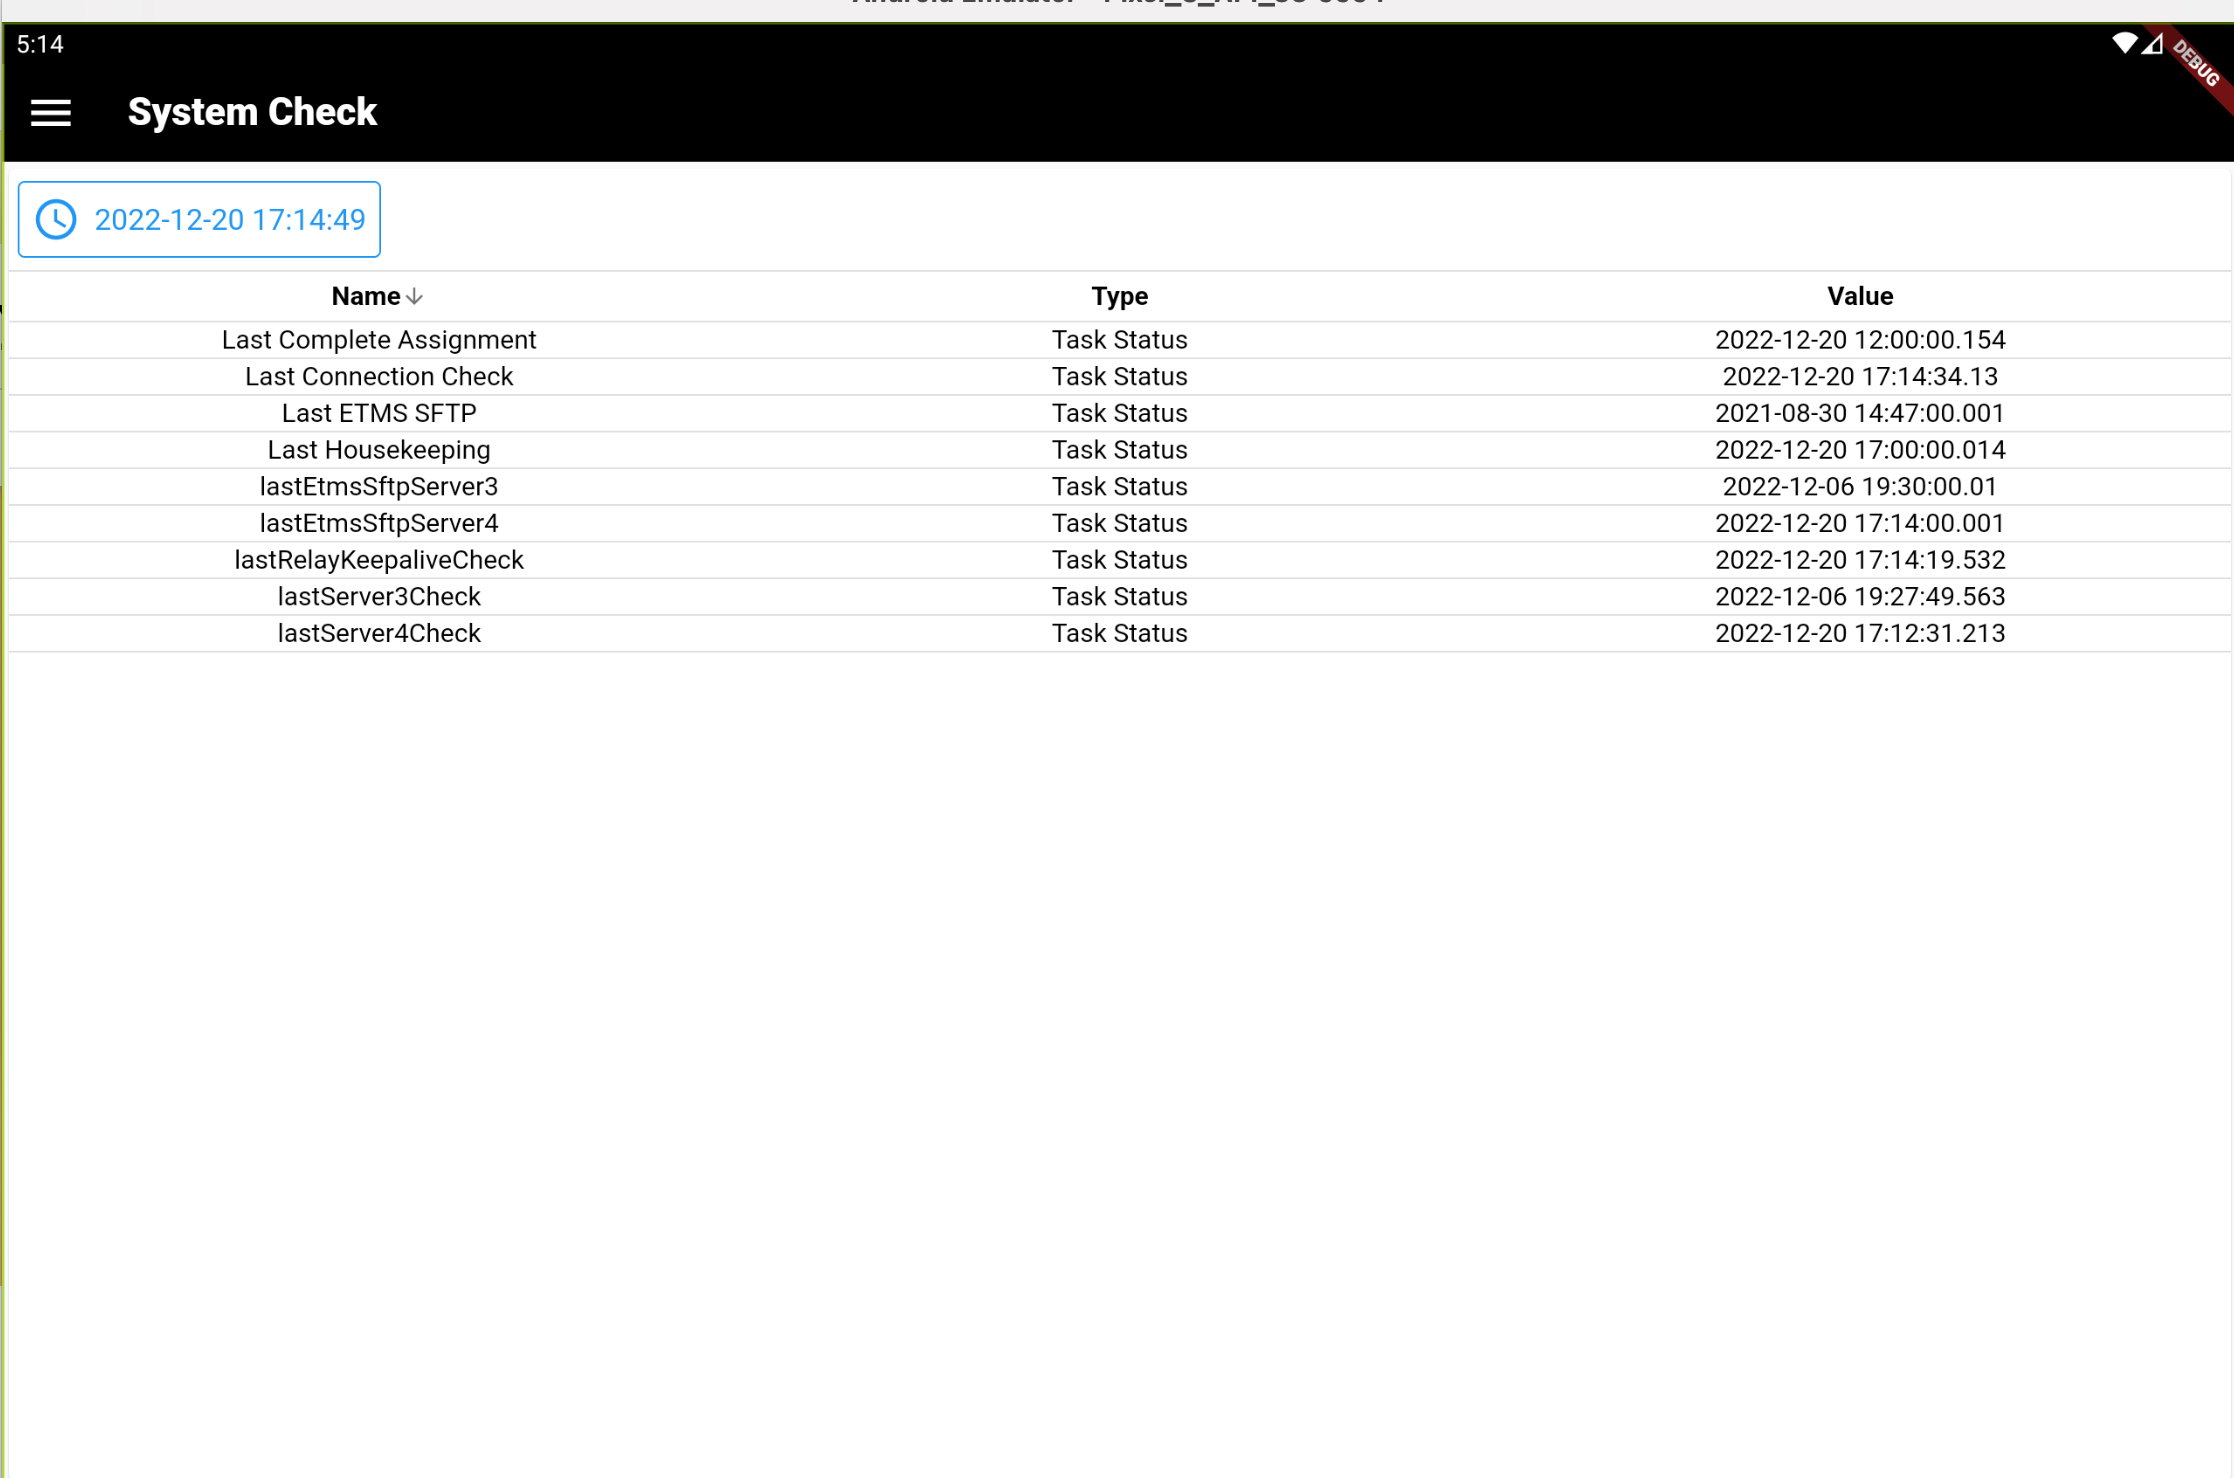 5:14
DEBUG
System Check
2022-12-20 17:14:49
Name Type Value
Last Complete Assignment Task Status 2022-12-20 12:00:00.154
Last Connection Check Task Status 2022-12-20 17:14:34.13
Last ETMS SFTP Task Status 2021-08-30 14:47:00.001
Last Housekeeping Task Status 2022-12-20 17:00:00.014
lastEtmsSftpServer3 Task Status 2022-12-06 19:30:00.01
lastEtmsSftpServer4 Task Status 2022-12-20 17:14:00.001
lastRelayKeepaliveCheck Task Status 2022-12-20 17:14:19.532
lastServer3Check Task Status 2022-12-06 19:27:49.563
lastServer4Check Task Status 2022-12-20 17:12:31.213